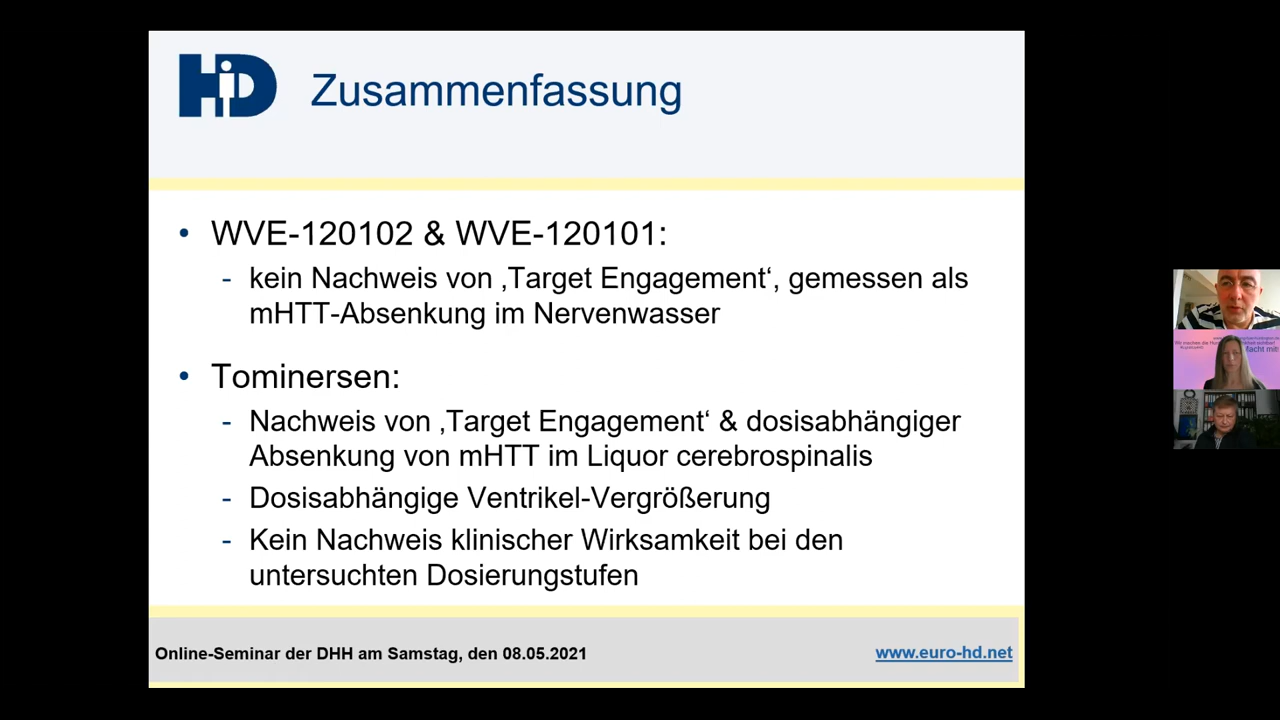 HD Zusammenfassung
• WVE-120102 & WVE-120101:
- kein Nachweis von ‚Target Engagement‘, gemessen als
mHTT-Absenkung im Nervenwasser
• Tominersen:
- Nachweis von ‚Target Engagement‘ & dosisabhängiger
Absenkung von mHTT im Liquor cerebrospinalis
- Dosisabhängige Ventrikel-Vergrößerung
- Kein Nachweis klinischer Wirksamkeit bei den
untersuchten Dosierungstufen
Online-Seminar der DHH am Samstag, den 08.05.2021
www.euro-hd.net